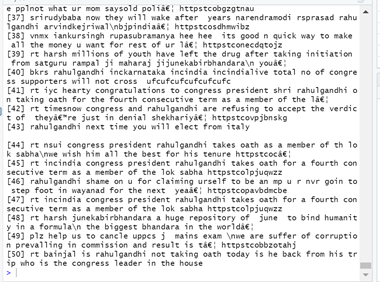 e pplnot what ur mom saysold poliâ€¦ httpstcobgzgtnau
[37] srirudybaba now they will wake after  years narendramodi rsprasad rahu
lgandhi arvindkejriwal\nbjpindiaâ€¦ httpstcosdhmwibz
[38] vnmx iankursingh rupasubramanya hee hee  its good n quick way to make
 all the money u want for rest of ur lâ€¦ httpstconecdqtojz
[39] rt harsh millions of youth have left the drug after taking initiation
 from satguru rampal ji maharaj jijunekabirbhandara\n youâ€¦
[40] bkrs rahulgandhi inckarnataka incindia incindialive total no of congre
ss supporters will not cross  ufucfufcfucfufcufc
[41] rt iyc hearty congratulations to congress president shri rahulgandhi o
n taking oath for the fourth consecutive term as a member of the lâ€¦
[42] rt timesnow congress and rahulgandhi are refusing to accept the verdic
t of  theyâ€™re just in denial shekhariyâ€¦ httpstcovpjbnskg
[43] rahulgandhi next time you will elect from italy

[44] rt nsui congress president rahulgandhi takes oath as a member of th lo
k sabha\nwe wish him all the best for his tenure httpstcocâ€¦
[45] rt incindia congress president rahulgandhi takes oath for a fourth con
secutive term as a member of the lok sabha httpstcolpjuqwzz
[46] rahulgandhi shame on u for claiming urself to be an mp u r nvr goin to
 step foot in wayanad for the next  yeaâ€¦ httpstcopavbdmcbe
[47] rt incindia congress president rahulgandhi takes oath for a fourth con
secutive term as a member of the lok sabha httpstcolpjuqwzz
[48] rt harsh junekabirbhandara a huge repository of  june  to bind humanit
y in a formula\n the biggest bhandara in the worldâ€¦
[49] plz help us to cancle uppcs j  mains exam \nwe are suffer of corruptio
n prevalling in commission and result is tâ€¦ httpstcobbzotahj
[50] rt bainjal is rahulgandhi not taking oath today is he back from his tr
ip who is the congress leader in the house
>